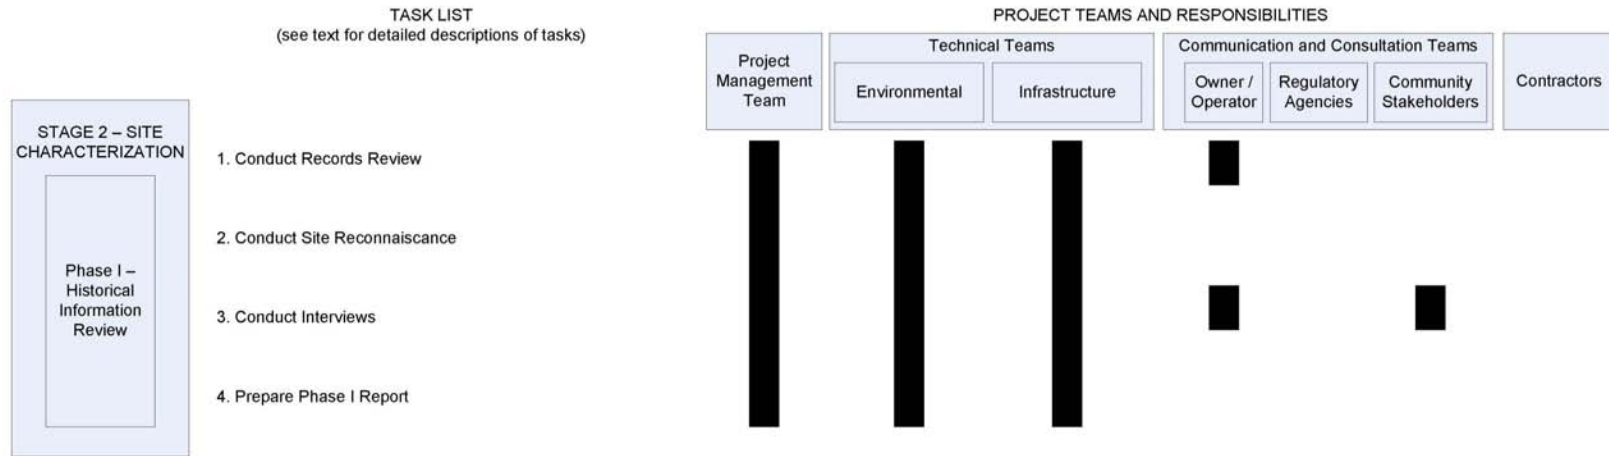 TASK LIST
(see text for detailed descriptions of tasks)
PROJECT TEAMS AND RESPONSIBILITIES
Project
Management
Team
Technical Teams
Environmental
Infrastructure
Communication and Consultation Teams
Owner /
Operator
Regulatory
Agencies
Community
Stakeholders
Contractors
STAGE 2 – SITE
CHARACTERIZATION
Phase I –
Historical
Information
Review
1. Conduct Records Review
2. Conduct Site Reconnaiscance
3. Conduct Interviews
4. Prepare Phase I Report